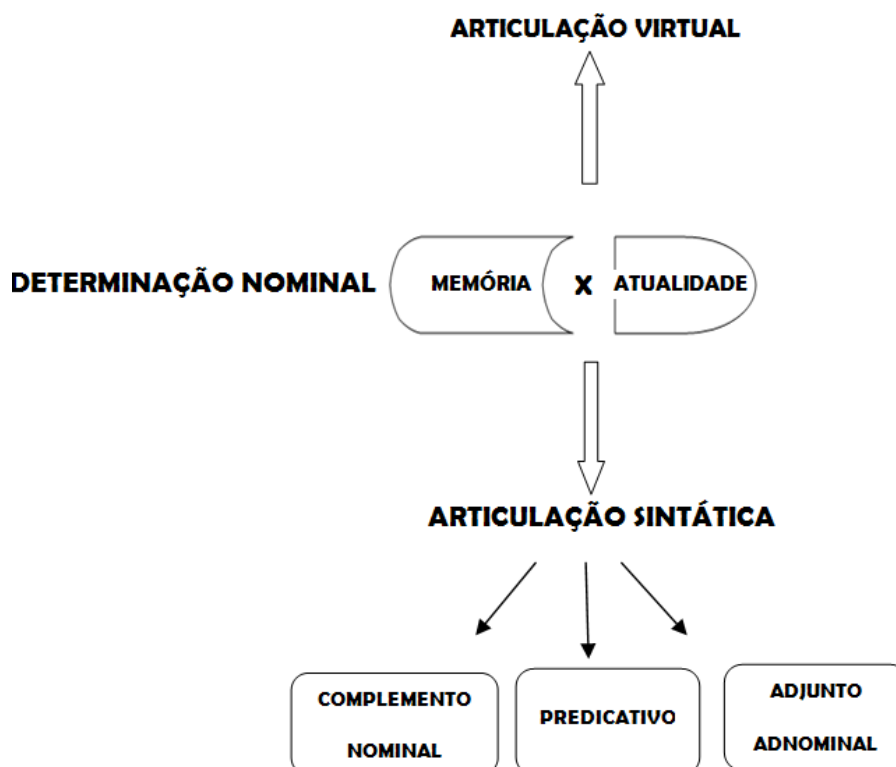 ARTICULAÇÃO VIRTUAL
DETERMINAÇÃO NOMINAL
MEMÓRIA X ATUALIDADE
ARTICULAÇÃO SINTÁTICA
COMPLEMENTO
NOMINAL
PREDICATIVO
ADJUNTO
ADNOMINAL